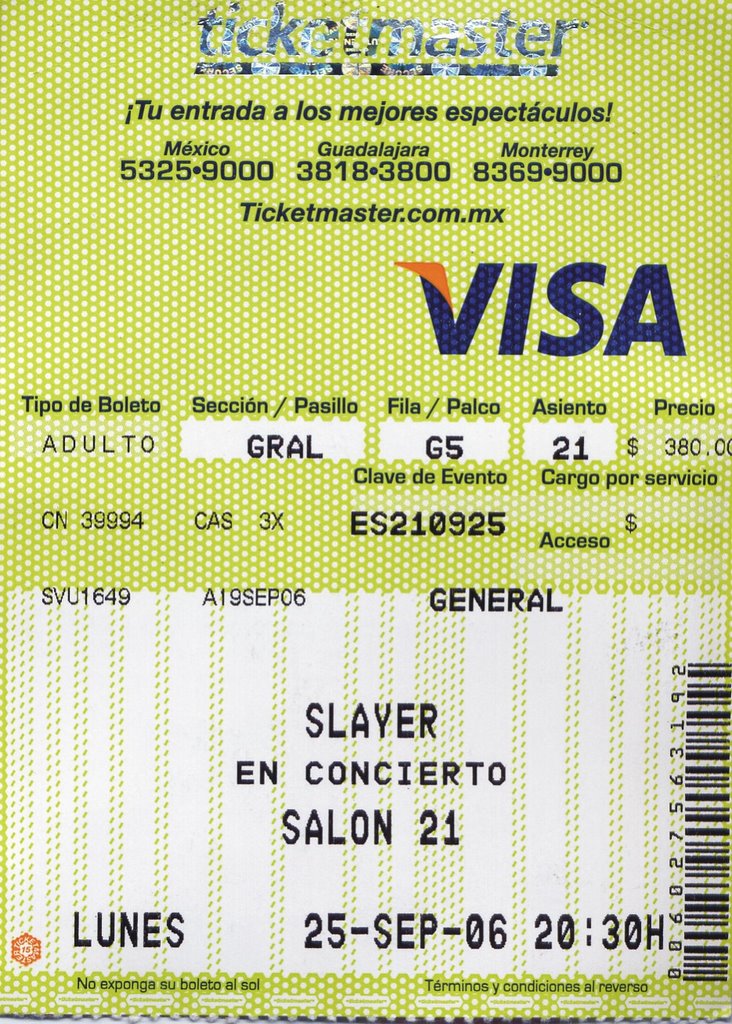 ticketmaster
¡Tu entrada a los mejores espectáculos!
México Guadalajara Monterrey
5325•9000 3818•3800 8369•9000
Ticketmaster.com.mx
VISA
Tipo de Boleto Sección / Pasillo Fila / Palco Asiento Precio
ADULTO GRAL G5 21 $ 380.00
Clave de Evento Cargo por servicio
CN 39994 CAS 3X ES210925 $
Acceso
SVU1649 A19SEP06 GENERAL
SLAYER
EN CONCIERTO
SALON 21
LUNES 25-SEP-06 20:30H
006027563192
No exponga su boleto al sol Términos y condiciones al reverso